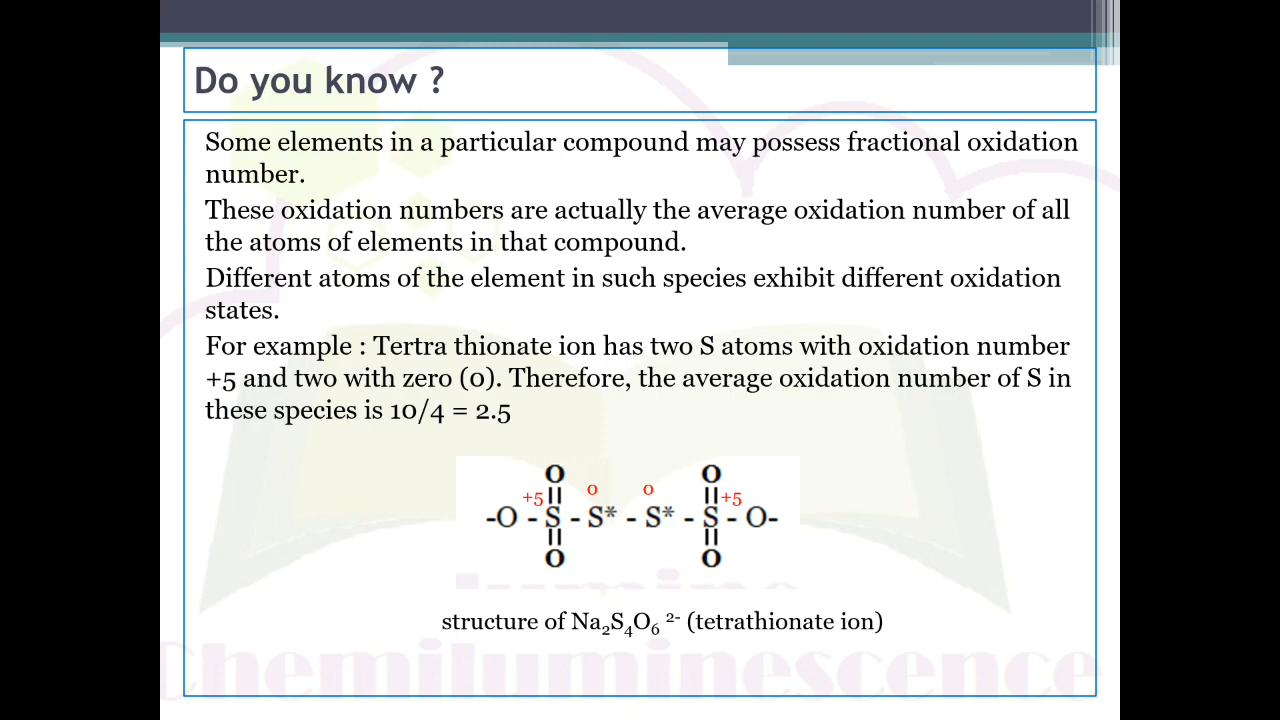 Do you know ?
Some elements in a particular compound may possess fractional oxidation
number.
These oxidation numbers are actually the average oxidation number of all
the atoms of elements in that compound.
Different atoms of the element in such species exhibit different oxidation
states.
For example : Tertra thionate ion has two S atoms with oxidation number
+5 and two with zero (0). Therefore, the average oxidation number of S in
these species is 10/4 = 2.5
O O
+5 0 0 +5
-O - S - S* - S* - S - O-
O O
structure of Na₂S₄O₆ ²⁻ (tetrathionate ion)
Chemiluminescence